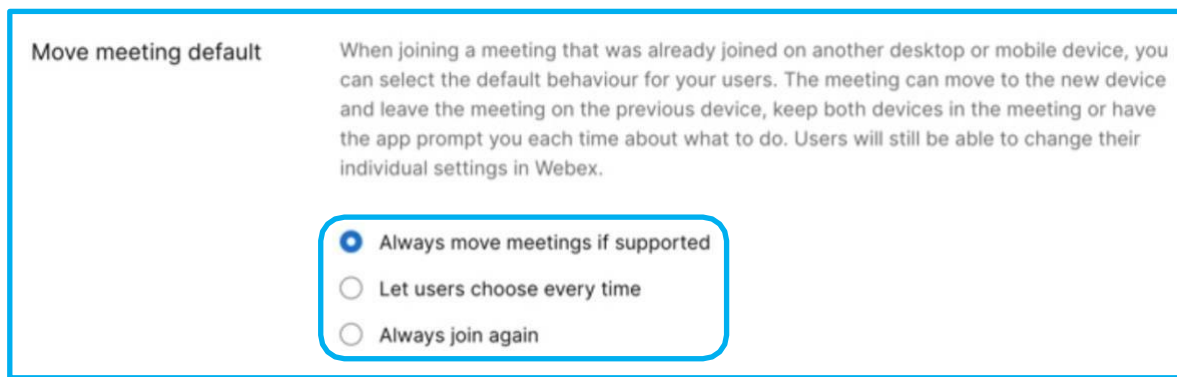 Move meeting default
When joining a meeting that was already joined on another desktop or mobile device, you
can select the default behaviour for your users. The meeting can move to the new device
and leave the meeting on the previous device, keep both devices in the meeting or have
the app prompt you each time about what to do. Users will still be able to change their
individual settings in Webex.
Always move meetings if supported
Let users choose every time
Always join again